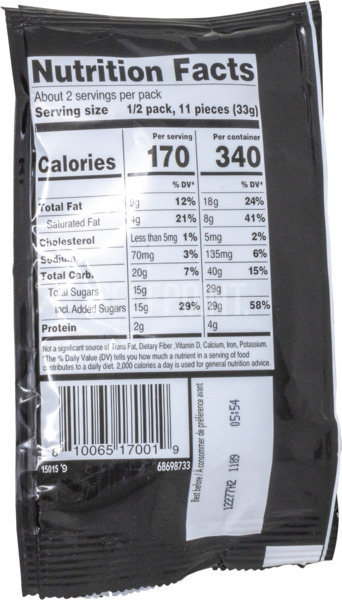 Nutrition Facts
About 2 servings per pack
Serving size 1/2 pack, 11 pieces (33g)
Per serving Per container
Calories 170 340
% DV* % DV*
Total Fat 9g 12% 18g 24%
Saturated Fat 4g 21% 8g 41%
Cholesterol Less than 5mg 1% 5mg 2%
Sodium 70mg 3% 135mg 6%
Total Carb. 20g 7% 40g 15%
Total Sugars 15g 29g
Incl. Added Sugars 15g 29% 29g 58%
Protein 2g 4g
Not a significant source of Trans Fat, Dietary Fiber, Vitamin D, Calcium, Iron, Potassium.
*The % Daily Value (DV) tells you how much a nutrient in a serving of food
contributes to a daily diet. 2,000 calories a day is used for general nutrition advice.
8 10065 17001 9
68698733
Best before / A consommer de préférence avant
05:54
12277H2 1109